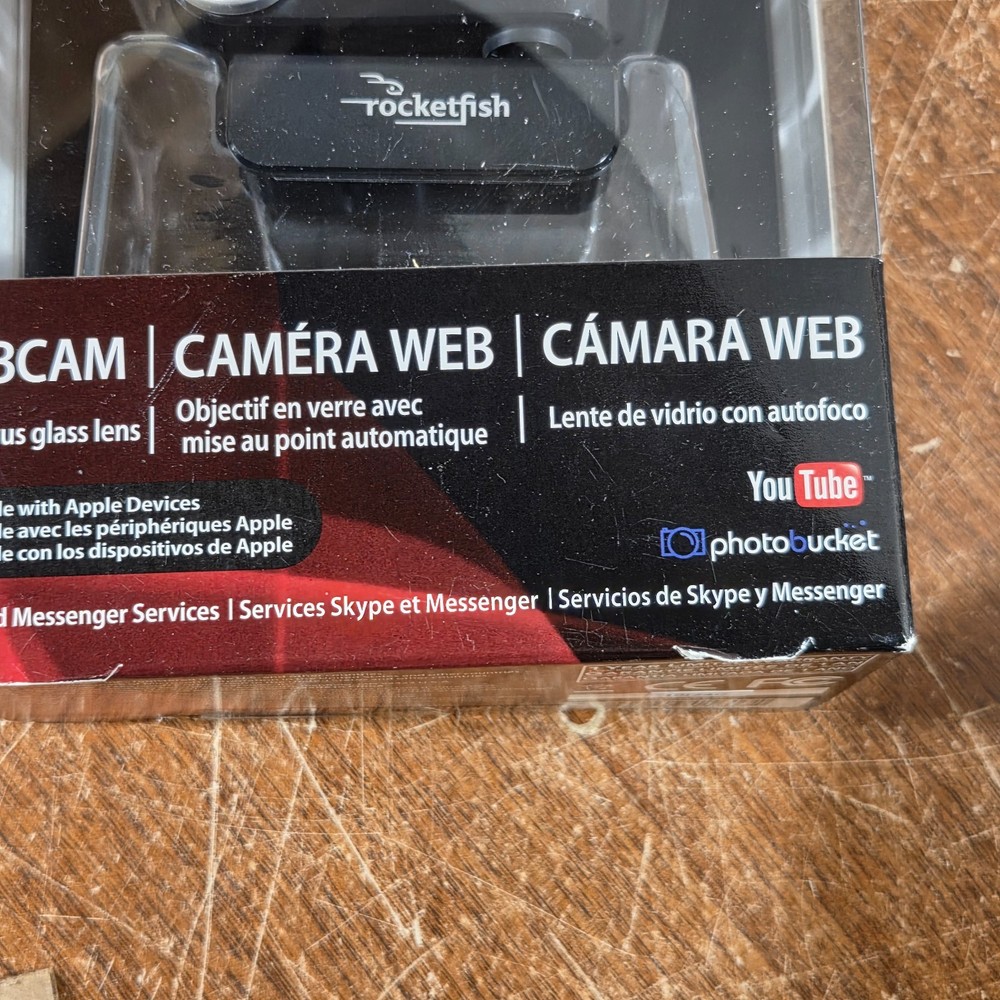 rocketfish
BCAM | CAMÉRA WEB | CÁMARA WEB
us glass lens | Objectif en verre avec
mise au point automatique | Lente de vidrio con autofoco
YouTube™
le with Apple Devices
le avec les périphériques Apple
le con los dispositivos de Apple
photobucket
d Messenger Services | Services Skype et Messenger | Servicios de Skype y Messenger